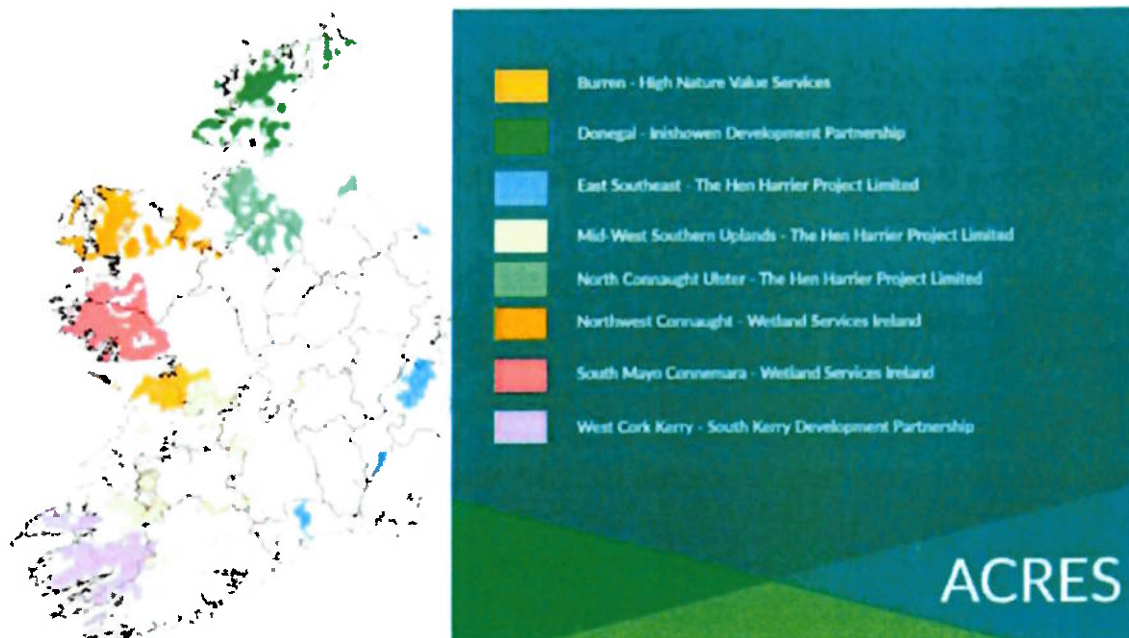 Burren - High Nature Value Services
Donegal - Inishowen Development Partnership
East Southeast - The Hen Harrier Project Limited
Mid-West Southern Uplands - The Hen Harrier Project Limited
North Connaught Ulster - The Hen Harrier Project Limited
Northwest Connaught - Wetland Services Ireland
South Mayo Connemara - Wetland Services Ireland
West Cork Kerry - South Kerry Development Partnership
ACRES